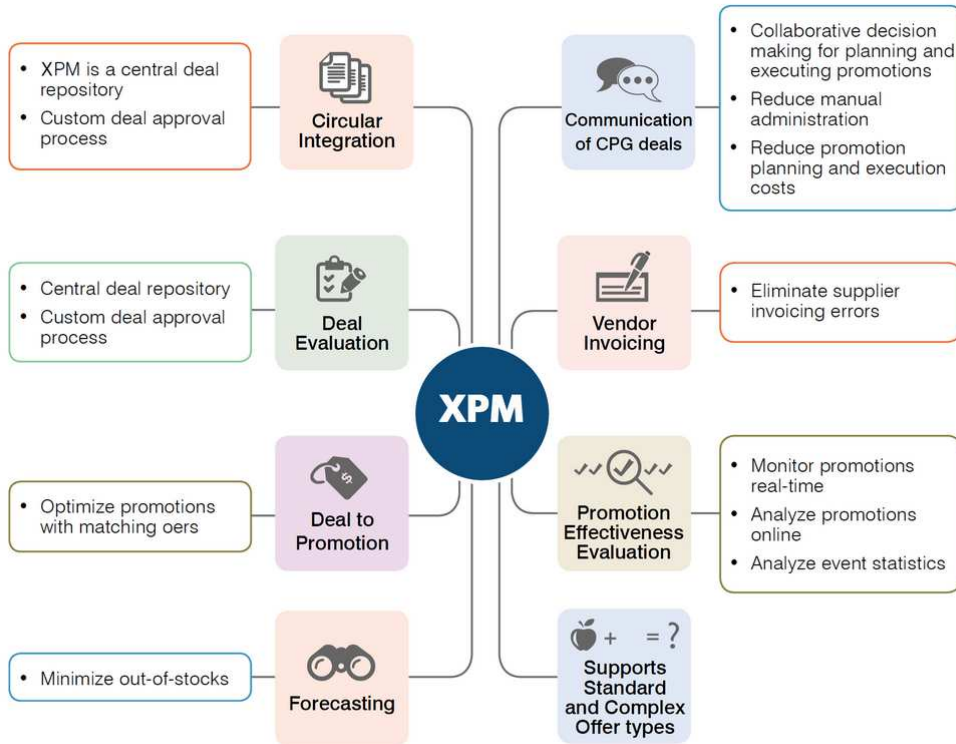 • XPM is a central deal
repository
• Custom deal approval
process
Circular
Integration
Communication
of CPG deals
• Collaborative decision
making for planning and
executing promotions
• Reduce manual
administration
• Reduce promotion
planning and execution
costs
• Central deal repository
• Custom deal approval
process
Deal
Evaluation
Vendor
Invoicing
• Eliminate supplier
invoicing errors
XPM
• Optimize promotions
with matching oers
$
Deal to
Promotion
Promotion
Effectiveness
Evaluation
• Monitor promotions
real-time
• Analyze promotions
online
• Analyze event statistics
• Minimize out-of-stocks
Forecasting
+ = ?
Supports
Standard
and Complex
Offer types